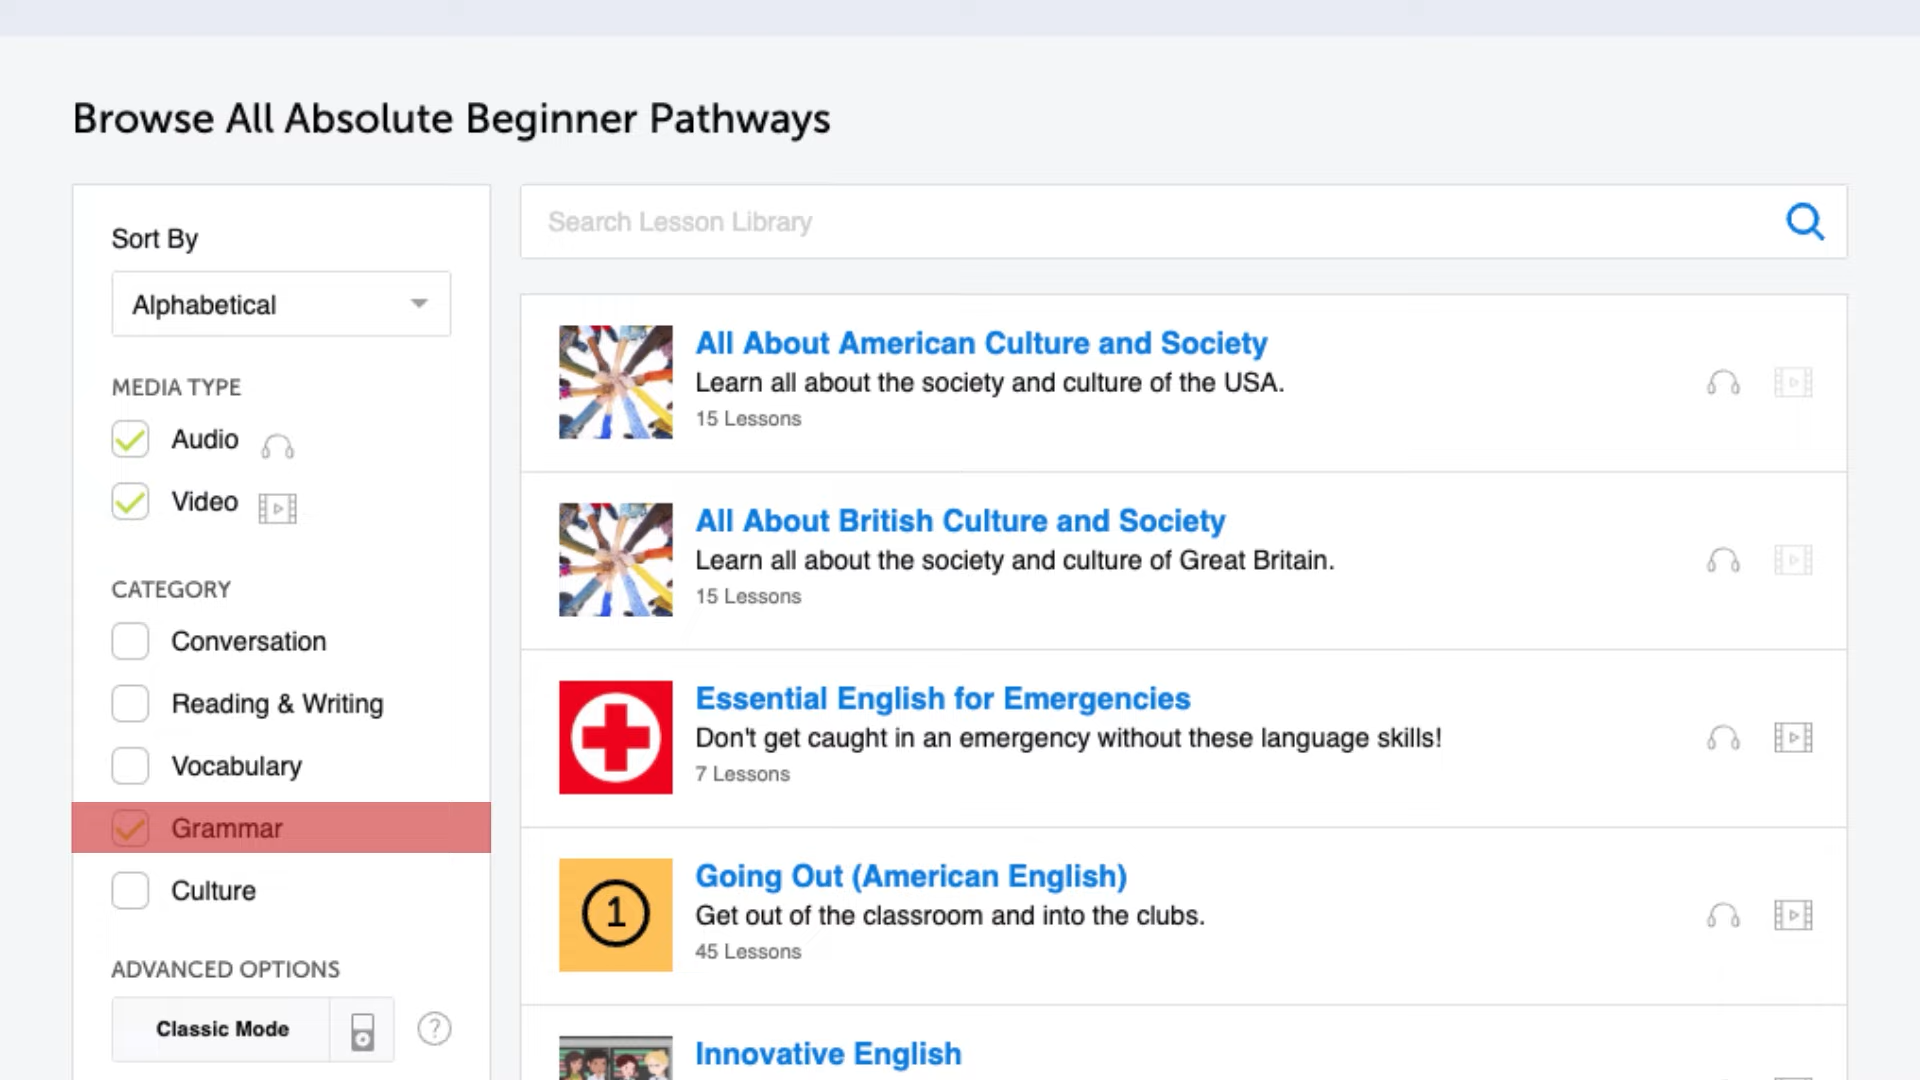 Browse All Absolute Beginner Pathways
Sort By
Alphabetical
MEDIA TYPE
Audio
Video
CATEGORY
Conversation
Reading & Writing
Vocabulary
Grammar
Culture
ADVANCED OPTIONS
Classic Mode
?
Search Lesson Library
All About American Culture and Society
Learn all about the society and culture of the USA.
15 Lessons
All About British Culture and Society
Learn all about the society and culture of Great Britain.
15 Lessons
Essential English for Emergencies
Don't get caught in an emergency without these language skills!
7 Lessons
1
Going Out (American English)
Get out of the classroom and into the clubs.
45 Lessons
Innovative English